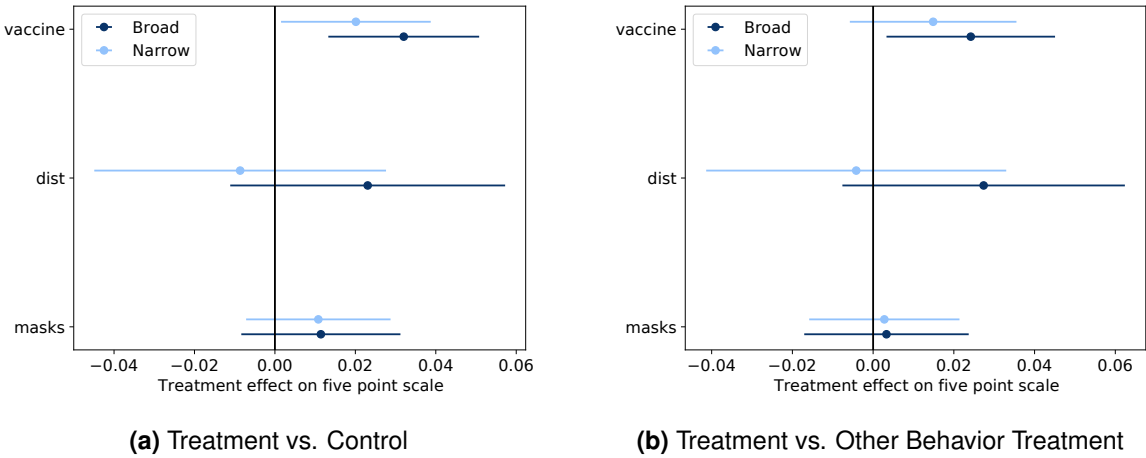 vaccine
dist
masks
Broad
Narrow
−0.04 −0.02 0.00 0.02 0.04 0.06
Treatment effect on five point scale
(a) Treatment vs. Control
vaccine
dist
masks
Broad
Narrow
−0.04 −0.02 0.00 0.02 0.04 0.06
Treatment effect on five point scale
(b) Treatment vs. Other Behavior Treatment